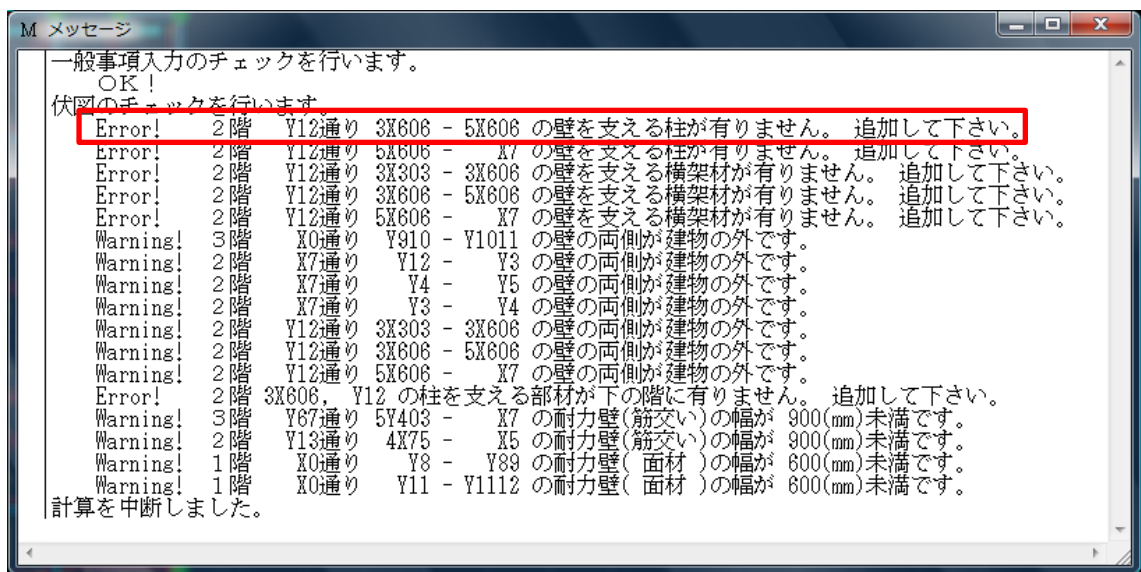 M メッセージ
一般事項入力のチェックを行います。
ＯＫ！
伏図のチェックを行います。
Error! 2階 Y12通り 3X606 - 5X606 の壁を支える柱が有りません。 追加して下さい。
Error! 2階 Y12通り 5X606 - X7 の壁を支える柱が有りません。 追加して下さい。
Error! 2階 Y12通り 3X303 - 3X606 の壁を支える横架材が有りません。 追加して下さい。
Error! 2階 Y12通り 3X606 - 5X606 の壁を支える横架材が有りません。 追加して下さい。
Error! 2階 Y12通り 5X606 - X7 の壁を支える横架材が有りません。 追加して下さい。
Warning! 3階 X0通り Y910 - Y1011 の壁の両側が建物の外です。
Warning! 2階 X7通り Y12 - Y3 の壁の両側が建物の外です。
Warning! 2階 X7通り Y4 - Y5 の壁の両側が建物の外です。
Warning! 2階 X7通り Y3 - Y4 の壁の両側が建物の外です。
Warning! 2階 Y12通り 3X303 - 3X606 の壁の両側が建物の外です。
Warning! 2階 Y12通り 3X606 - 5X606 の壁の両側が建物の外です。
Warning! 2階 Y12通り 5X606 - X7 の壁の両側が建物の外です。
Error! 2階 3X606, Y12 の柱を支える部材が下の階に有りません。 追加して下さい。
Warning! 3階 Y67通り 5Y403 - X7 の耐力壁(筋交い)の幅が 900(mm)未満です。
Warning! 2階 Y13通り 4X75 - X5 の耐力壁(筋交い)の幅が 900(mm)未満です。
Warning! 1階 X0通り Y8 - Y89 の耐力壁( 面材 )の幅が 600(mm)未満です。
Warning! 1階 X0通り Y11 - Y1112 の耐力壁( 面材 )の幅が 600(mm)未満です。
計算を中断しました。